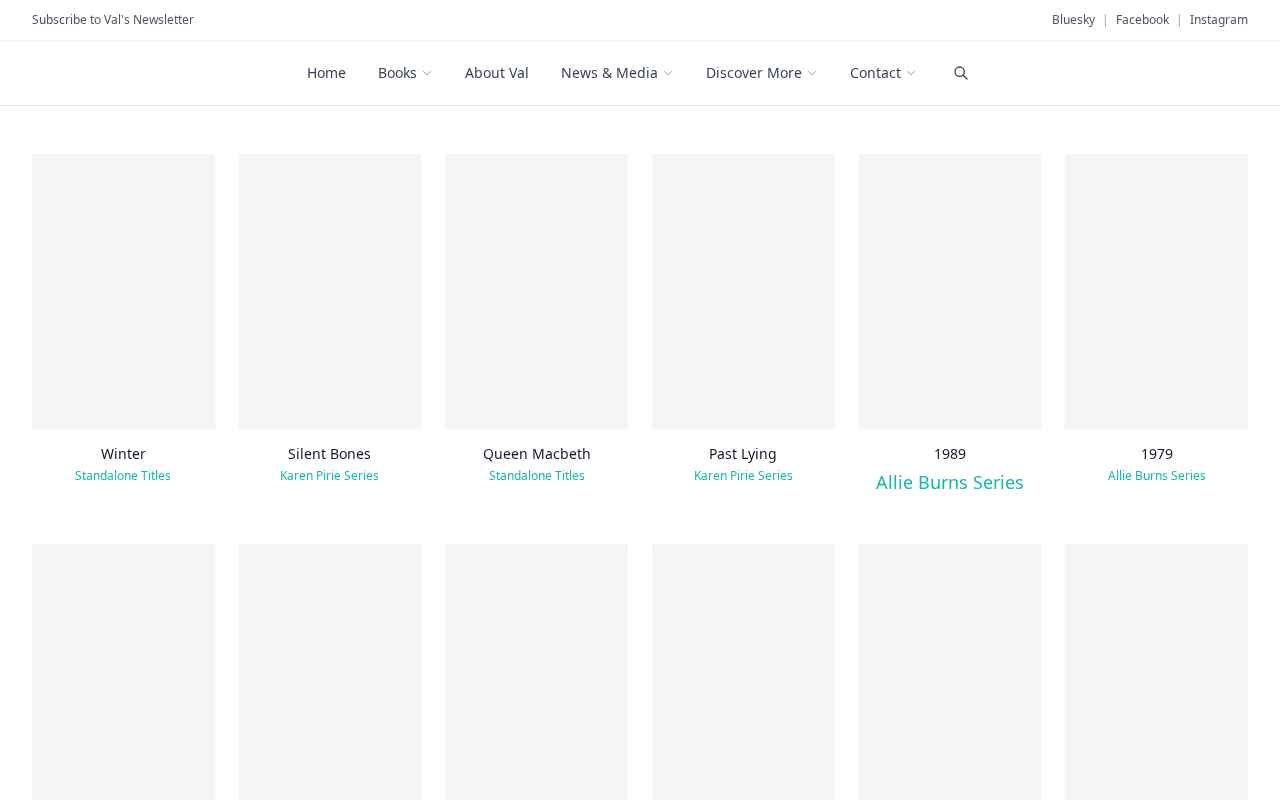 Subscribe to Val's Newsletter
Bluesky | Facebook | Instagram
Home Books About Val News & Media Discover More Contact
Winter
Standalone Titles
Silent Bones
Karen Pirie Series
Queen Macbeth
Standalone Titles
Past Lying
Karen Pirie Series
1989
Allie Burns Series
1979
Allie Burns Series